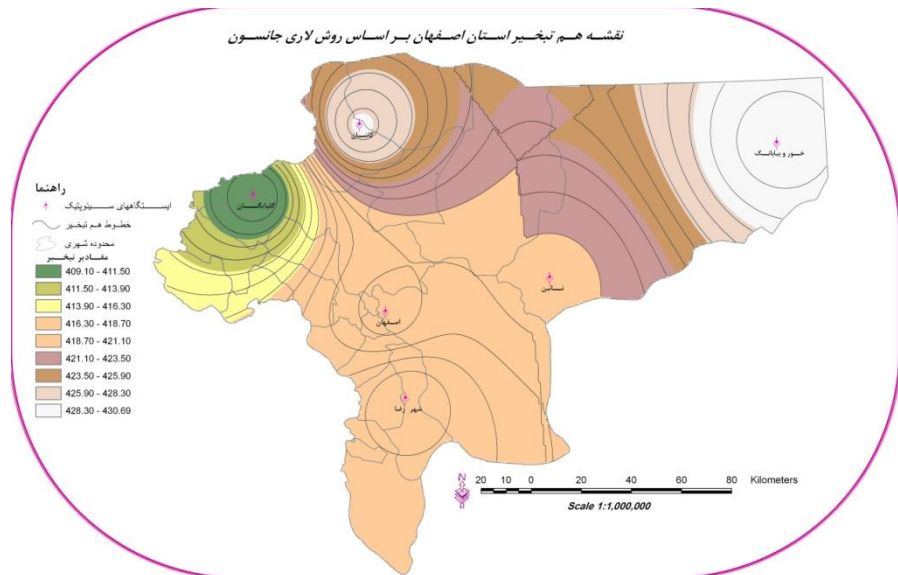 نقشه هم تبخیر استان اصفهان بر اساس روش لاری جانسون
کاشان
خور و بیابانک
گلپایگان
نائین
اصفهان
شهر رضا
راهنما
ایستگاههای سینوپتیک
خطوط هم تبخیر
محدوده شهری
مقادیر تبخیر
409.10 - 411.50
411.50 - 413.90
413.90 - 416.30
416.30 - 418.70
418.70 - 421.10
421.10 - 423.50
423.50 - 425.90
425.90 - 428.30
428.30 - 430.69
N
20 10 0 20 40 60 80 Kilometers
Scale 1:1,000,000